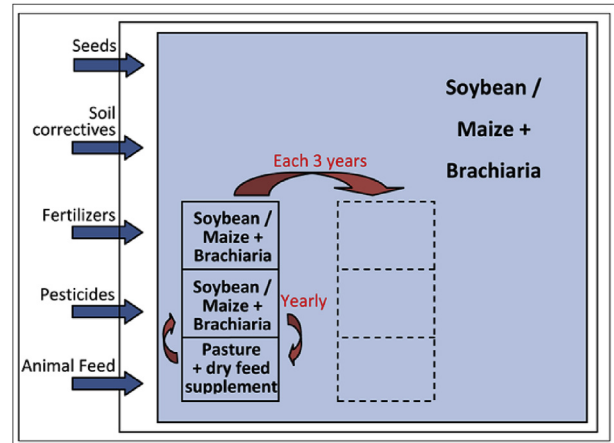 Seeds
Soil
correctives
Fertilizers
Pesticides
Animal Feed
Soybean /
Maize +
Brachiaria
Each 3 years
Soybean /
Maize +
Brachiaria
Soybean /
Maize +
Brachiaria
Yearly
Pasture
+ dry feed
supplement